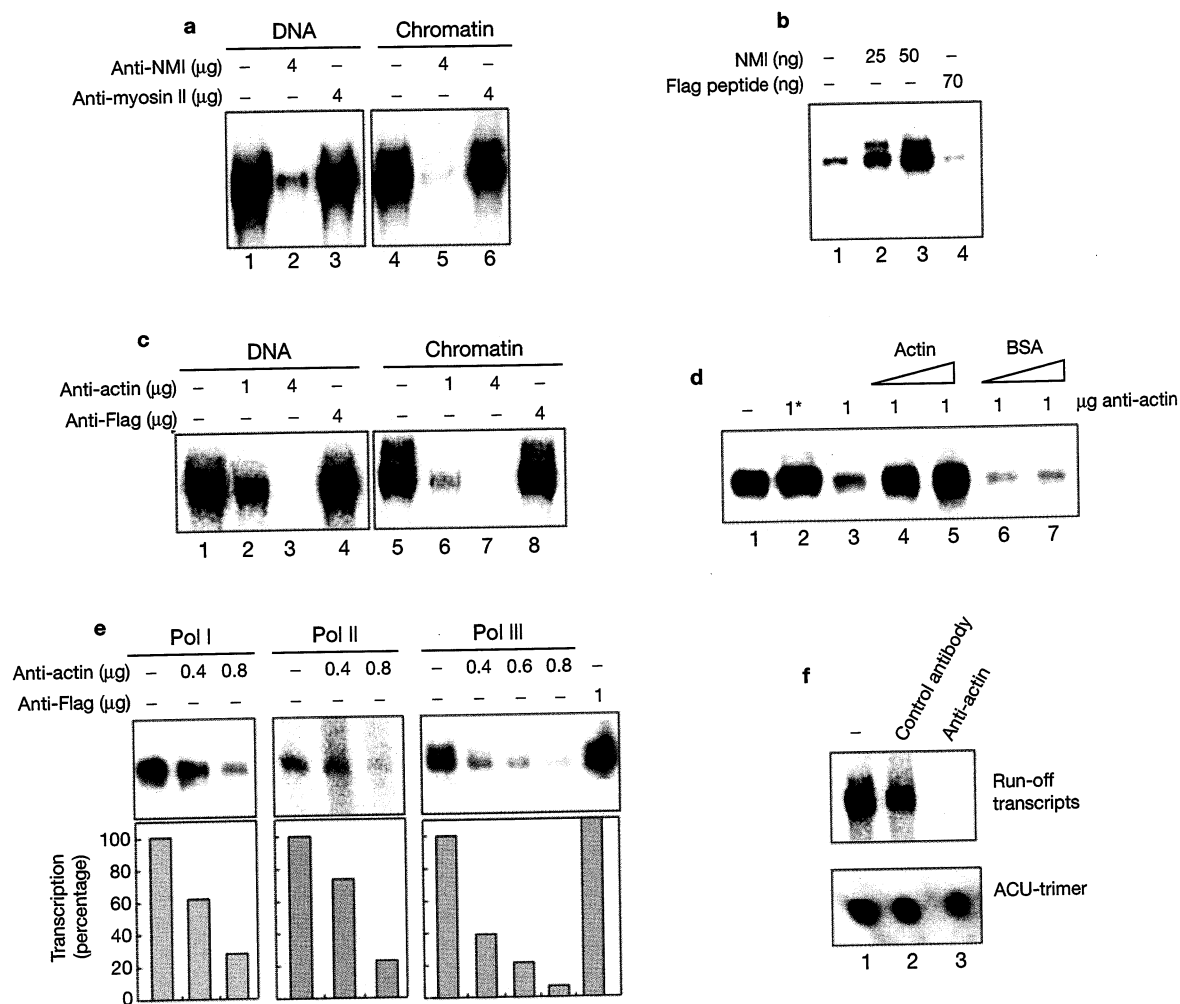 a
DNA Chromatin
Anti-NMI (µg) – 4 – – 4 –
Anti-myosin II (µg) – – 4 – – 4
1 2 3 4 5 6
b
NMI (ng) – 25 50 –
Flag peptide (ng) – – – 70
1 2 3 4
c
DNA Chromatin
Anti-actin (µg) – 1 4 – – 1 4 –
Anti-Flag (µg) – – – 4 – – – 4
1 2 3 4 5 6 7 8
d
Actin BSA
– 1* 1 1 1 1 1 µg anti-actin
1 2 3 4 5 6 7
e
Pol I Pol II Pol III
Anti-actin (µg) – 0.4 0.8 – 0.4 0.8 – 0.4 0.6 0.8 –
Anti-Flag (µg) – – – – – – – – – – 1
Transcription (percentage)
100
80
60
40
20
0
f
– Control antibody Anti-actin
Run-off transcripts
ACU-trimer
1 2 3